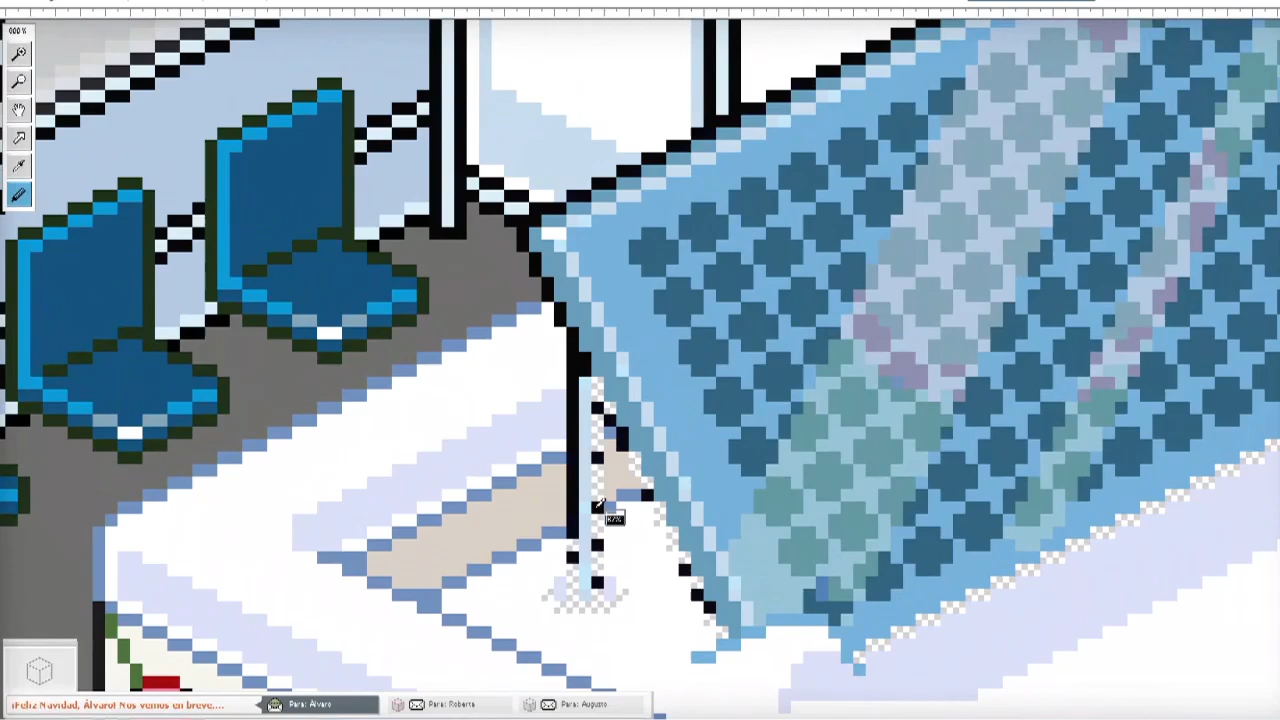 ¡Feliz Navidad, Álvaro! Nos vemos en breve....
Para: Álvaro
Para: Roberta
Para: Augusto